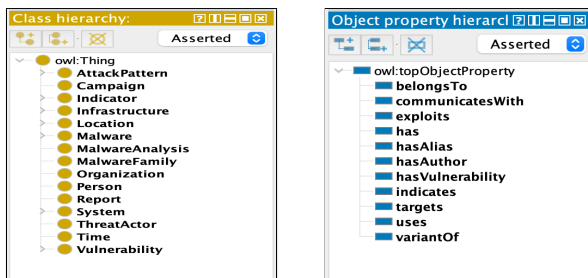 Class hierarchy:
Asserted
owl:Thing
AttackPattern
Campaign
Indicator
Infrastructure
Location
Malware
MalwareAnalysis
MalwareFamily
Organization
Person
Report
System
ThreatActor
Time
Vulnerability
Object property hierarcl
Asserted
owl:topObjectProperty
belongsTo
communicatesWith
exploits
has
hasAlias
hasAuthor
hasVulnerability
indicates
targets
uses
variantOf